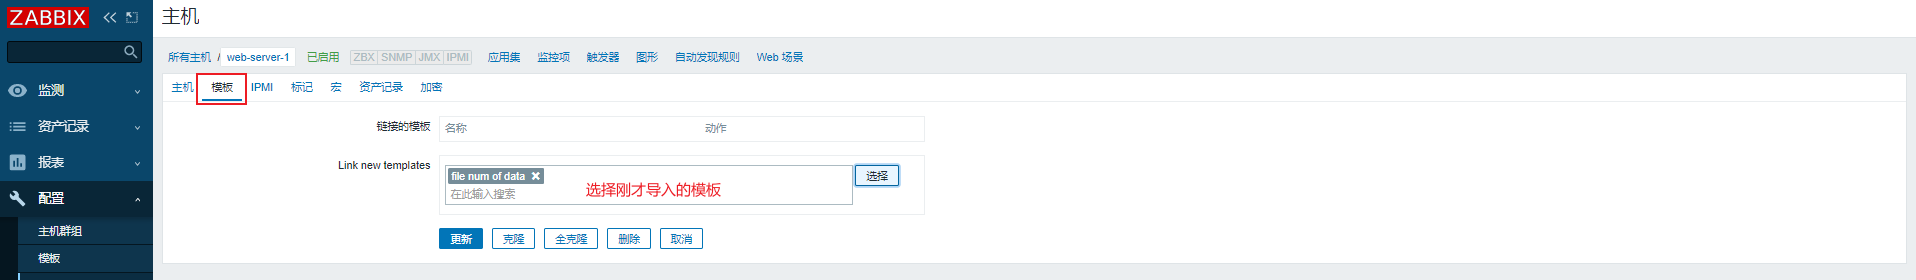 ZABBIX
主机
所有主机 / web-server-1 已启用 ZBX SNMP JMX IPMI 应用集 监控项 触发器 图形 自动发现规则 Web 场景
监测
主机 模板 IPMI 标记 宏 资产记录 加密
资产记录
链接的模板 名称 动作
报表
Link new templates
file num of data
选择
在此输入搜索
选择刚才导入的模板
配置
主机群组
更新 克隆 全克隆 删除 取消
模板